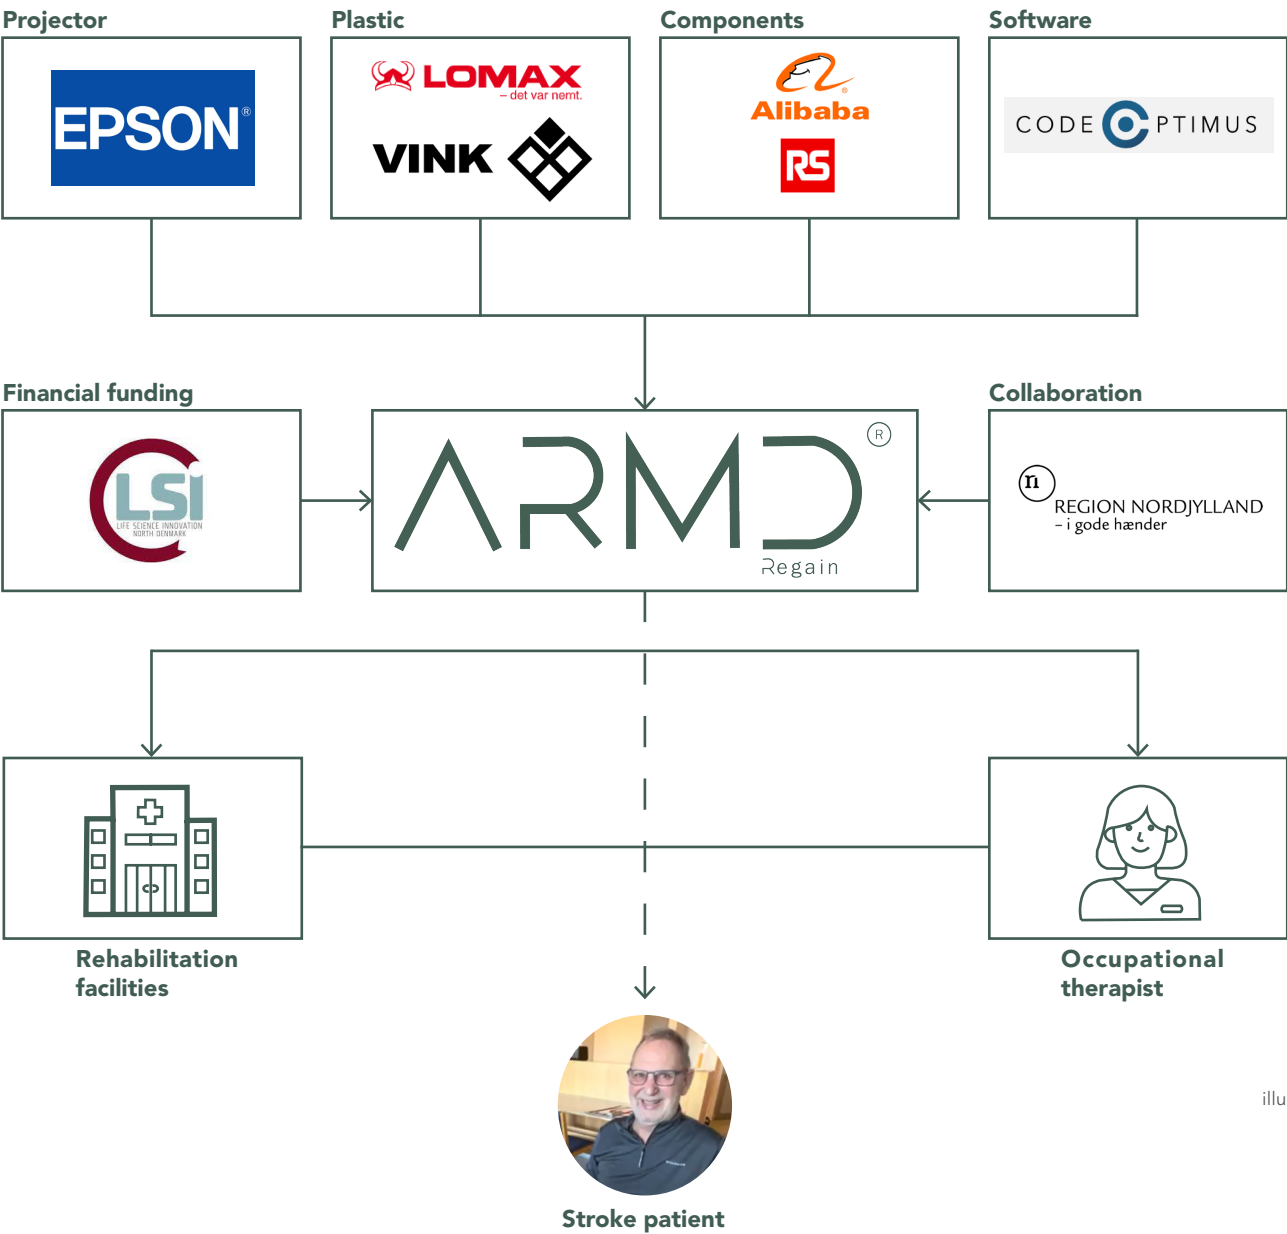 Projector
Plastic
Components
Software
EPSON®
LOMAX
– det var nemt.
VINK
Alibaba®
RS
CODE OPTIMUS
Financial funding
Collaboration
LSi
LIFE SCIENCE INNOVATION
NORTH DENMARK
ARMD®
Regain
n
REGION NORDJYLLAND
– i gode hænder
Rehabilitation
facilities
Occupational
therapist
illu
Stroke patient